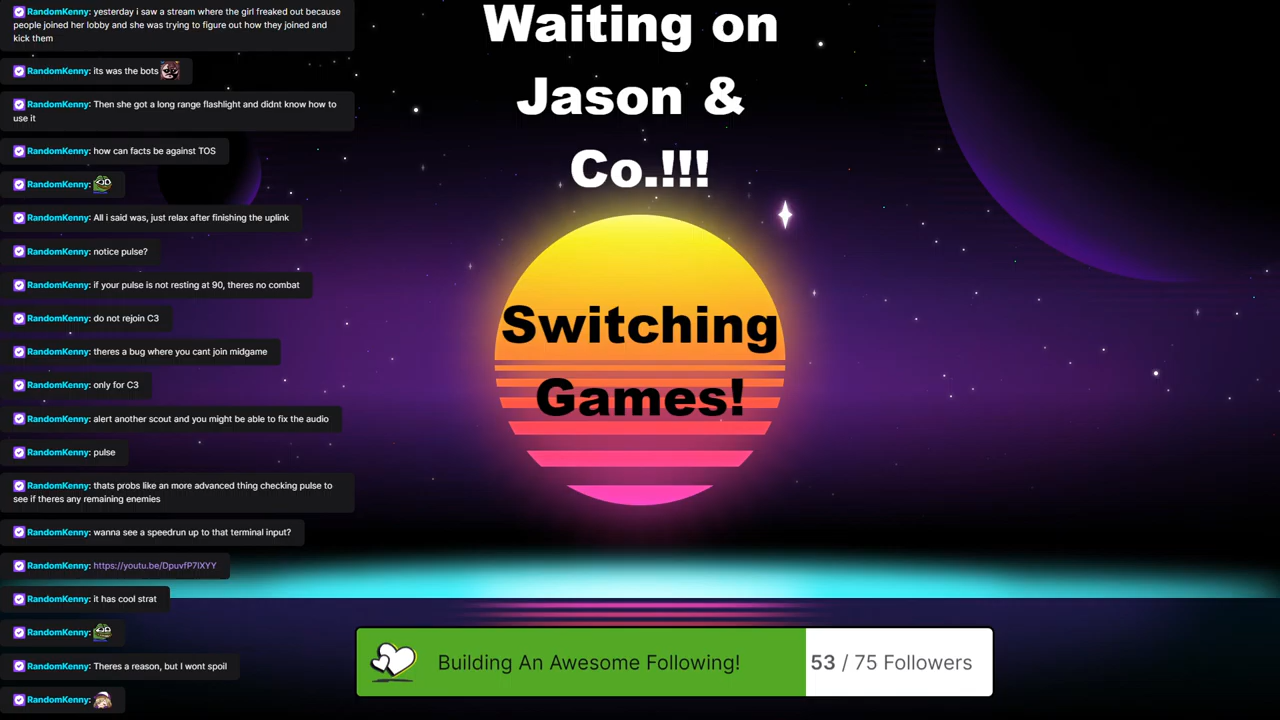 RandomKenny: yesterday i saw a stream where the girl freaked out because
people joined her lobby and she was trying to figure out how they joined and
kick them
RandomKenny: its was the bots
RandomKenny: Then she got a long range flashlight and didnt know how to
use it
RandomKenny: how can facts be against TOS
RandomKenny:
RandomKenny: All i said was, just relax after finishing the uplink
RandomKenny: notice pulse?
RandomKenny: if your pulse is not resting at 90, theres no combat
RandomKenny: do not rejoin C3
RandomKenny: theres a bug where you cant join midgame
RandomKenny: only for C3
RandomKenny: alert another scout and you might be able to fix the audio
RandomKenny: pulse
RandomKenny: thats probs like an more advanced thing checking pulse to
see if theres any remaining enemies
RandomKenny: wanna see a speedrun up to that terminal input?
RandomKenny: https://youtu.be/DpuvfP7iXYY
RandomKenny: it has cool strat
RandomKenny:
RandomKenny: Theres a reason, but I wont spoil
RandomKenny:
Waiting on
Jason &
Co.!!!
Switching
Games!
Building An Awesome Following!
53 / 75 Followers